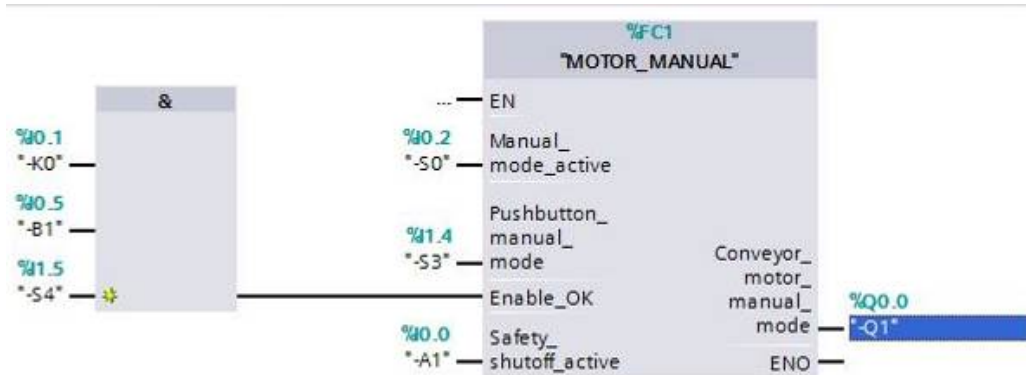 %FC1
"MOTOR_MANUAL"
&
... EN
%I0.1
"-K0"
%I0.2
"-S0"
Manual_
mode_active
%I0.5
"-B1"
Pushbutton_
%I1.4
manual_
"-S3"
mode
%I1.5
"-S4"
Enable_OK
%I0.0
"-A1"
Safety_
shutoff_active
Conveyor_
motor_
manual_
mode
%Q0.0
"-Q1"
ENO